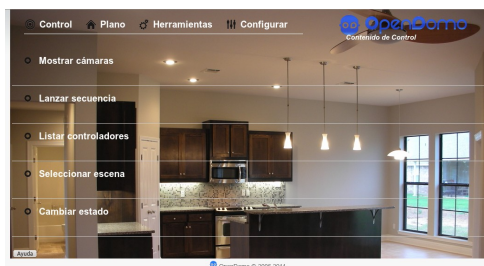 Control Plano Herramientas Configurar
OpenDomo
Contenido de Control
Mostrar cámaras
Lanzar secuencia
Listar controladores
Seleccionar escena
Cambiar estado
Ayuda
OpenDomo ©